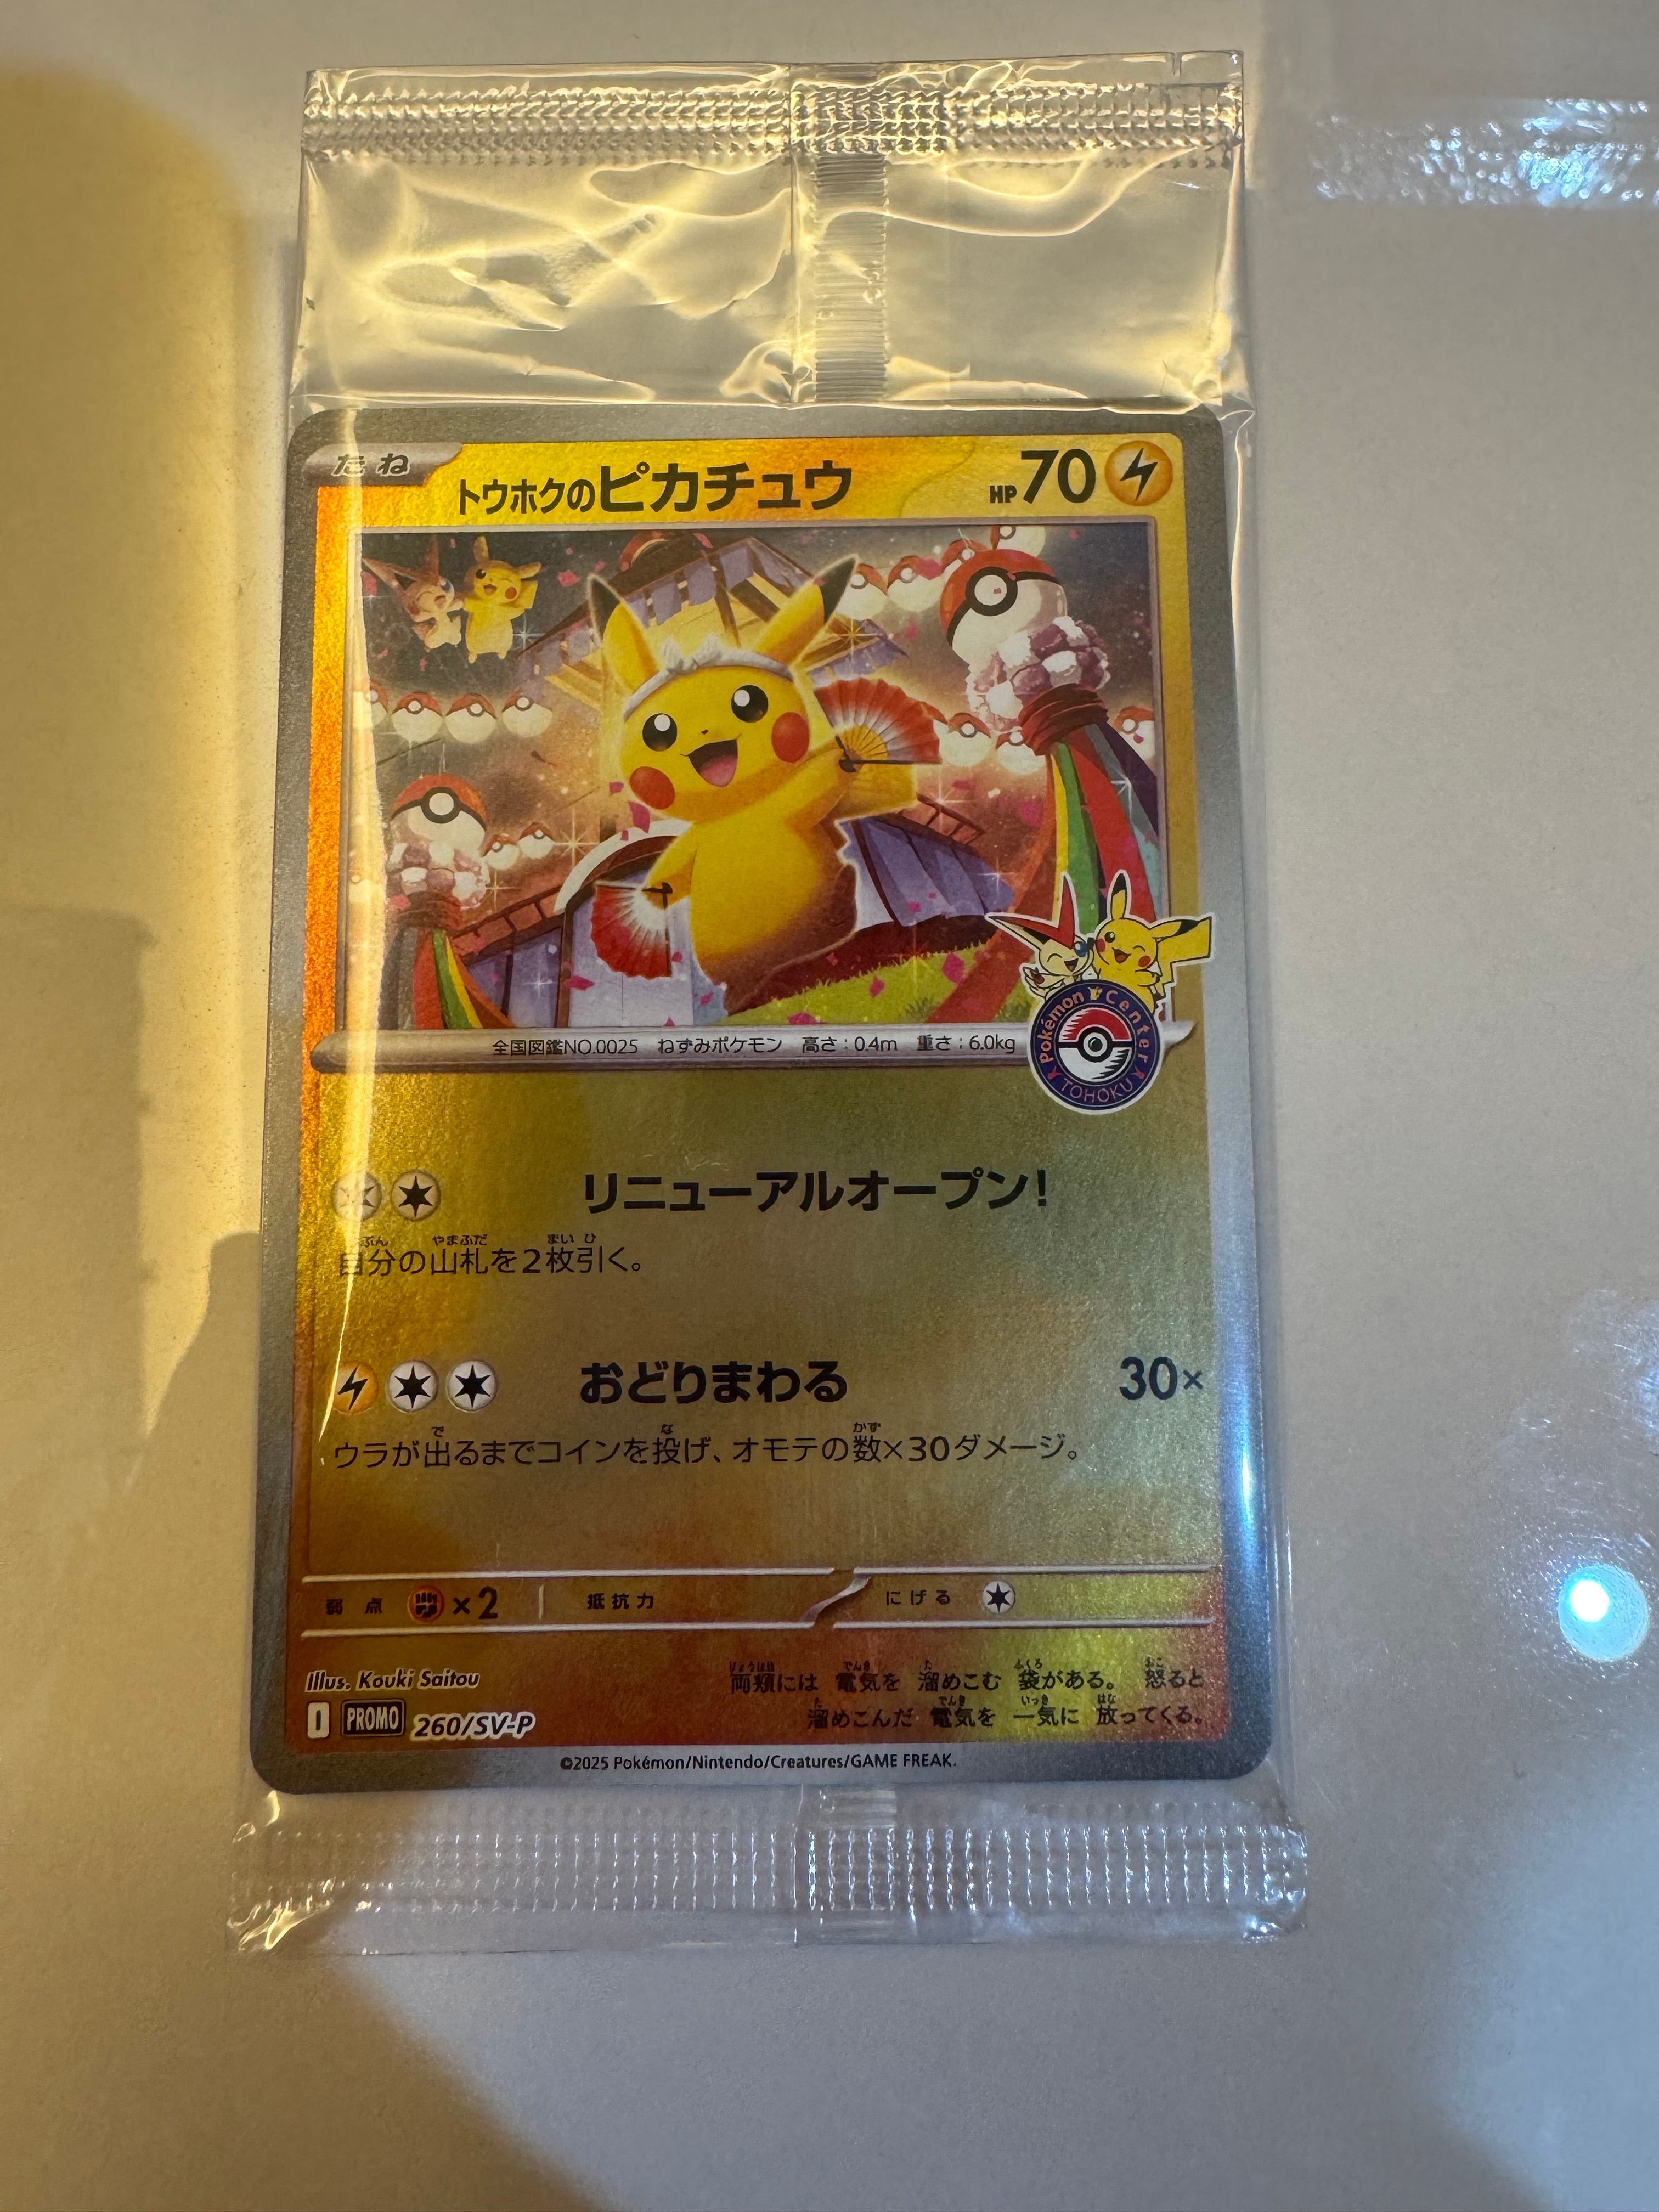 たね
トウホクのピカチュウ
HP 70
全国図鑑NO.0025 ねずみポケモン 高さ:0.4m 重さ:6.0kg
Pokémon Center
TOHOKU
リニューアルオープン!
自分の山札を2枚引く。
おどりまわる 30×
ウラが出るまでコインを投げ、オモテの数×30ダメージ。
弱点 ×2 抵抗力 にげる
Illus. Kouki Saitou
両頬には 電気を 溜めこむ 袋がある。 怒ると
溜めこんだ 電気を 一気に 放ってくる。
I PROMO 260/SV-P
©2025 Pokémon/Nintendo/Creatures/GAME FREAK.